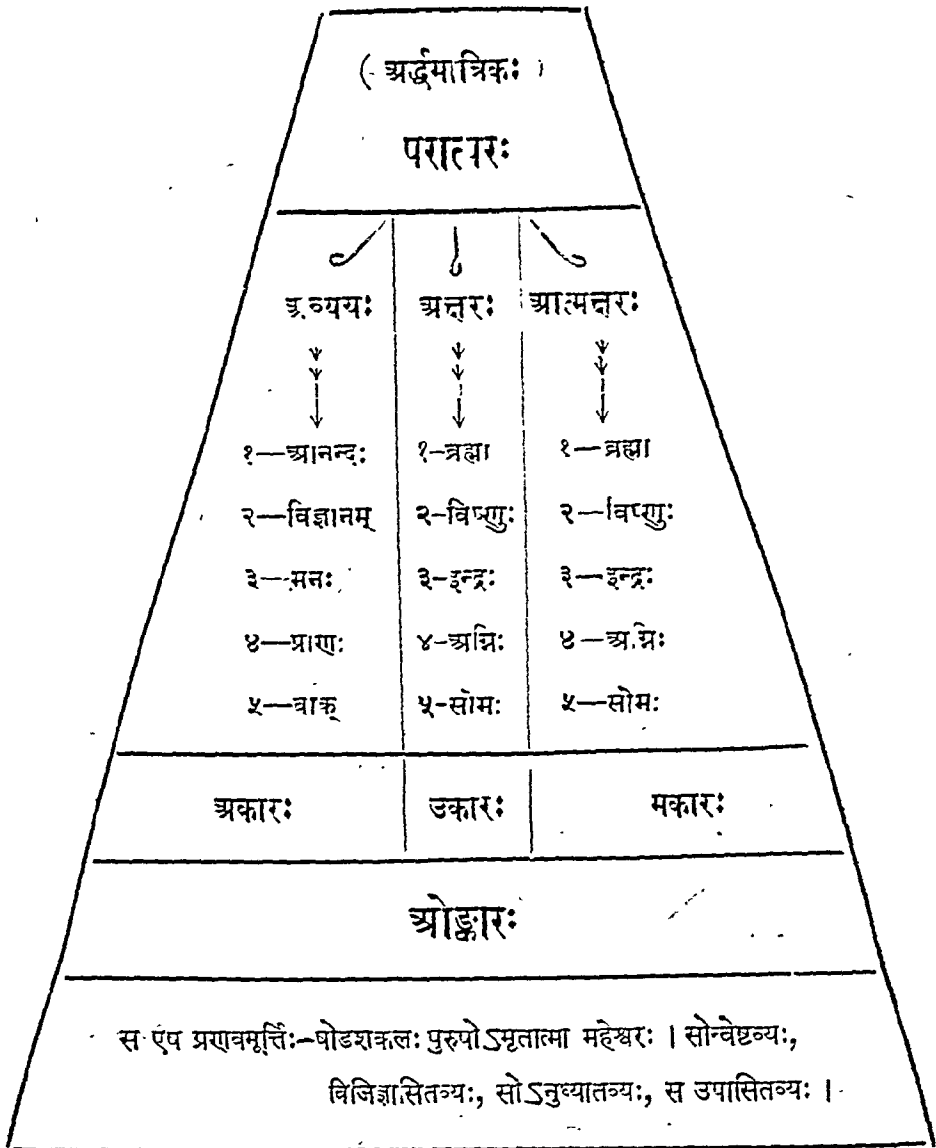 ( अर्द्धमात्रिकः )
परात्परः
अव्ययः अक्षरः आत्मक्षरः
१—आनन्दः १-ब्रह्मा १—ब्रह्मा
२—विज्ञानम् २-विष्णुः २—विष्णुः
३—मनः ३-इन्द्रः ३—इन्द्रः
४—प्राणः ४-अग्निः ४—अग्निः
५—वाक् ५-सोमः ५—सोमः
अकारः उकारः मकारः
ओङ्कारः
स एष प्रणवमूर्त्तिः–षोडशकलः पुरुषोऽमृतात्मा महेश्वरः । सोन्वेष्टव्यः,
विजिज्ञासितव्यः, सोऽनुध्यातव्यः, स उपासितव्यः ।